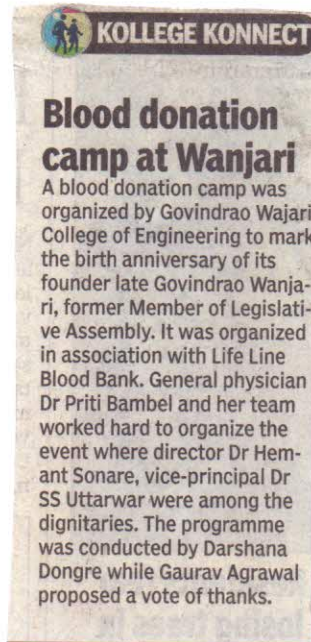 KOLLEGE KONNECT
Blood donation
camp at Wanjari
A blood donation camp was
organized by Govindrao Wajari
College of Engineering to mark
the birth anniversary of its
founder late Govindrao Wanja-
ri, former Member of Legislati-
ve Assembly. It was organized
in association with Life Line
Blood Bank. General physician
Dr Priti Bambel and her team
worked hard to organize the
event where director Dr Hem-
ant Sonare, vice-principal Dr
SS Uttarwar were among the
dignitaries. The programme
was conducted by Darshana
Dongre while Gaurav Agrawal
proposed a vote of thanks.